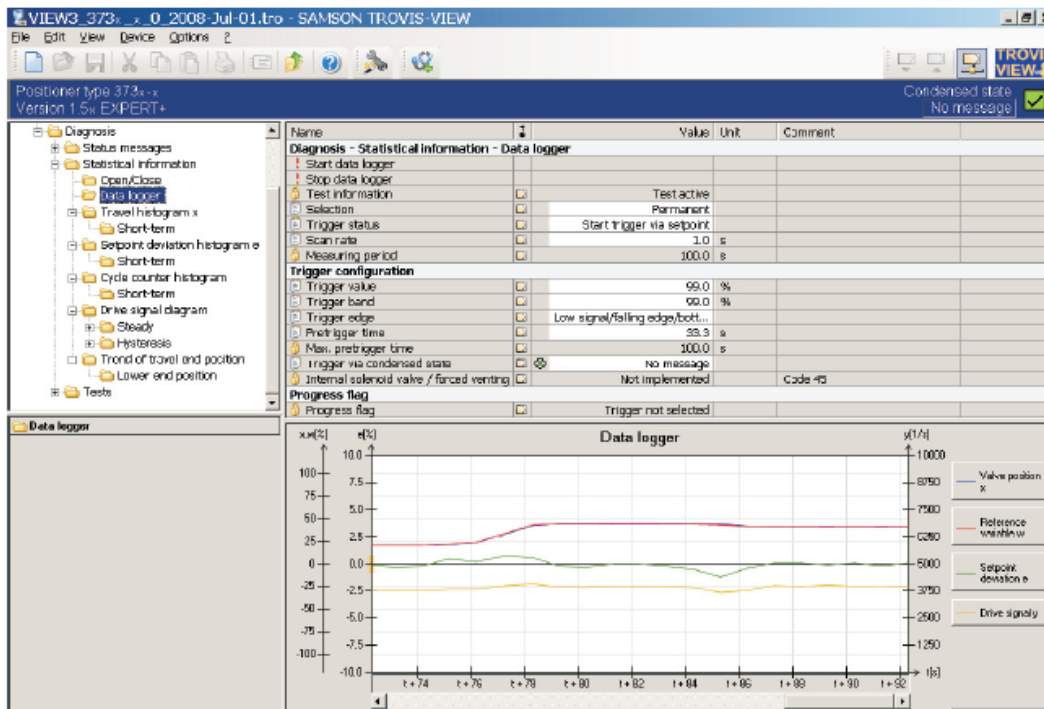 VIEW3_373x_x_0_2008-Jul-01.tro - SAMSON TROVIS-VIEW
File Edit View Device Options ?
TROVIS
VIEW
Positioner type 373x-x
Version 1.5x EXPERT+
Condensed state
No message
Diagnosis
Status messages
Statistical information
Open/Close
Data logger
Travel histogram x
Short-term
Setpoint deviation histogram e
Short-term
Cycle counter histogram
Short-term
Drive signal diagram
Steady
Hysteresis
Trend of travel end position
Lower end position
Tests
Name Value Unit Comment
Diagnosis - Statistical information - Data logger
Start data logger
Stop data logger
Test information Test active
Selection Permanent
Trigger status Start trigger via setpoint
Scan rate 1.0 s
Measuring period 100.0 s
Trigger configuration
Trigger value 99.0 %
Trigger band 99.0 %
Trigger edge Low signal/falling edge/bott...
Pretrigger time 33.3 s
Max. pretrigger time 100.0 s
Trigger via condensed state No message
Internal solenoid valve / forced venting Not implemented Code 45
Progress flag
Progress flag Trigger not selected
Data logger
Data logger
x,w[%] e[%] y[1/s]
10.0 10000
100 7.5 8750
75
50 5.0 7500
25 2.5 6250
0 0.0 5000
-25 -2.5 3750
-50 -5.0 2500
-75 -7.5 1250
-100 -10.0 t[s]
t + 74 t + 76 t + 78 t + 80 t + 82 t + 84 t + 86 t + 88 t + 90 t + 92
Valve position
x
Reference
variable w
Setpoint
deviation e
Drive signal y